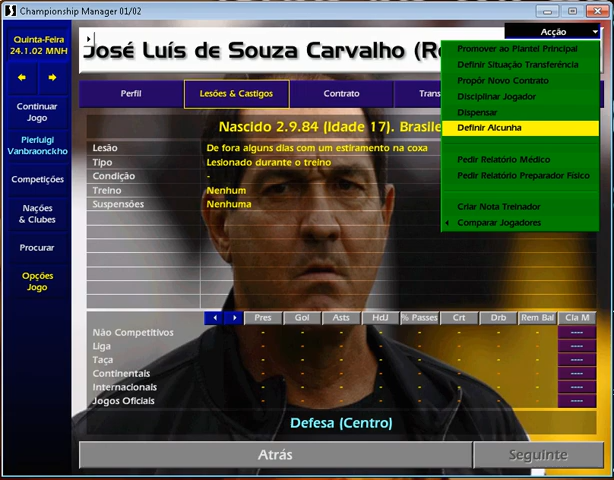 Championship Manager 01/02
Quinta-Feira
24.1.02 MNH
Continuar
Jogo
Pierluigi
Vanbraonckho
Competições
Nações
& Clubes
Procurar
Opções
Jogo
José Luís de Souza Carvalho (Re
Acção
Promover ao Plantel Principal
Definir Situação Transferência
Propôr Novo Contrato
Disciplinar Jogador
Dispensar
Definir Alcunha
Pedir Relatório Médico
Pedir Relatório Preparador Físico
Criar Nota Treinador
Comparar Jogadores
Perfil
Lesões & Castigos
Contrato
Trans
Nascido 2.9.84 (Idade 17). Brasile
Lesão De fora alguns dias com um estiramento na coxa
Tipo Lesionado durante o treino
Condição -
Treino Nenhum
Suspensões Nenhuma
Pres Gol Asts HdJ % Passes Crt Drb Rem Bal Cla M
Não Competitivos - - - - - - - - ----
Liga - - - - - - - - ----
Taça - - - - - - - - ----
Continentais - - - - - - - - ----
Internacionais - - - - - - - - ----
Jogos Oficiais - - - - - - - - ----
Defesa (Centro)
Atrás
Seguinte